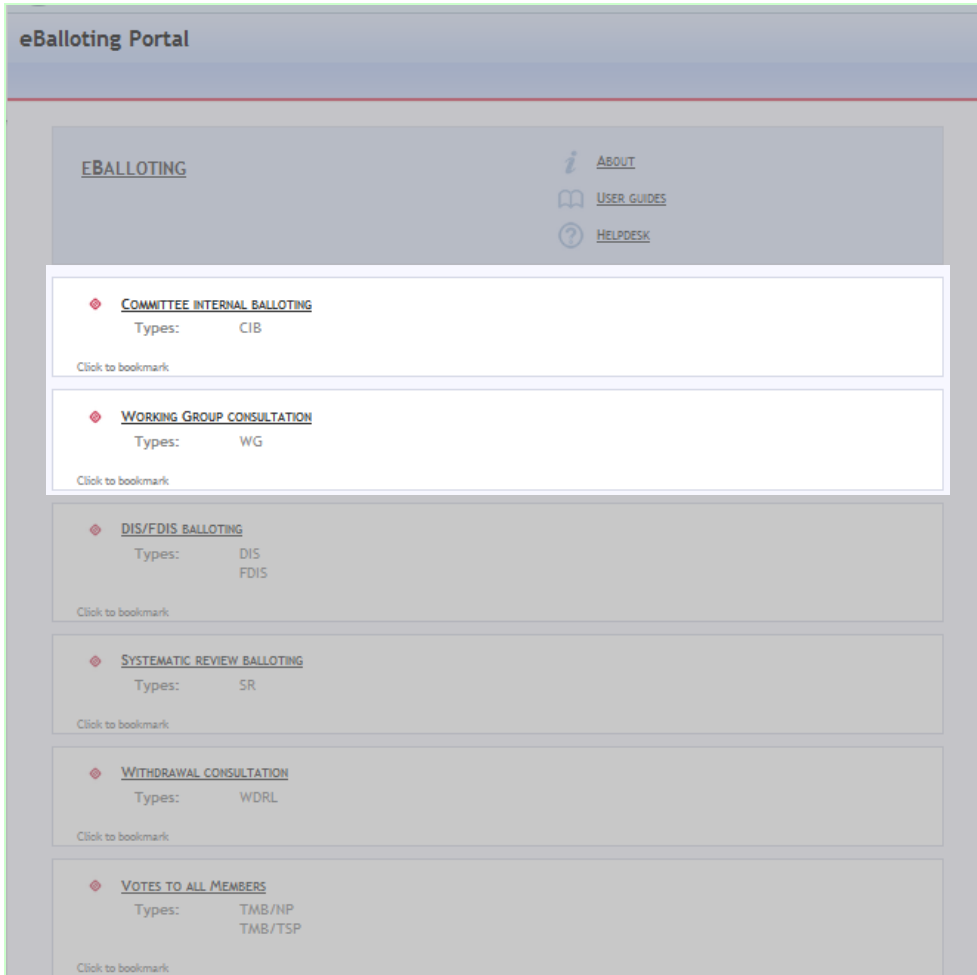 eBalloting Portal
EBALLOTING
ABOUT
USER GUIDES
HELPDESK
COMMITTEE INTERNAL BALLOTING
Types: CIB
Click to bookmark
WORKING GROUP CONSULTATION
Types: WG
Click to bookmark
DIS/FDIS BALLOTING
Types: DIS
FDIS
Click to bookmark
SYSTEMATIC REVIEW BALLOTING
Types: SR
Click to bookmark
WITHDRAWAL CONSULTATION
Types: WDRL
Click to bookmark
VOTES TO ALL MEMBERS
Types: TMB/NP
TMB/TSP
Click to bookmark